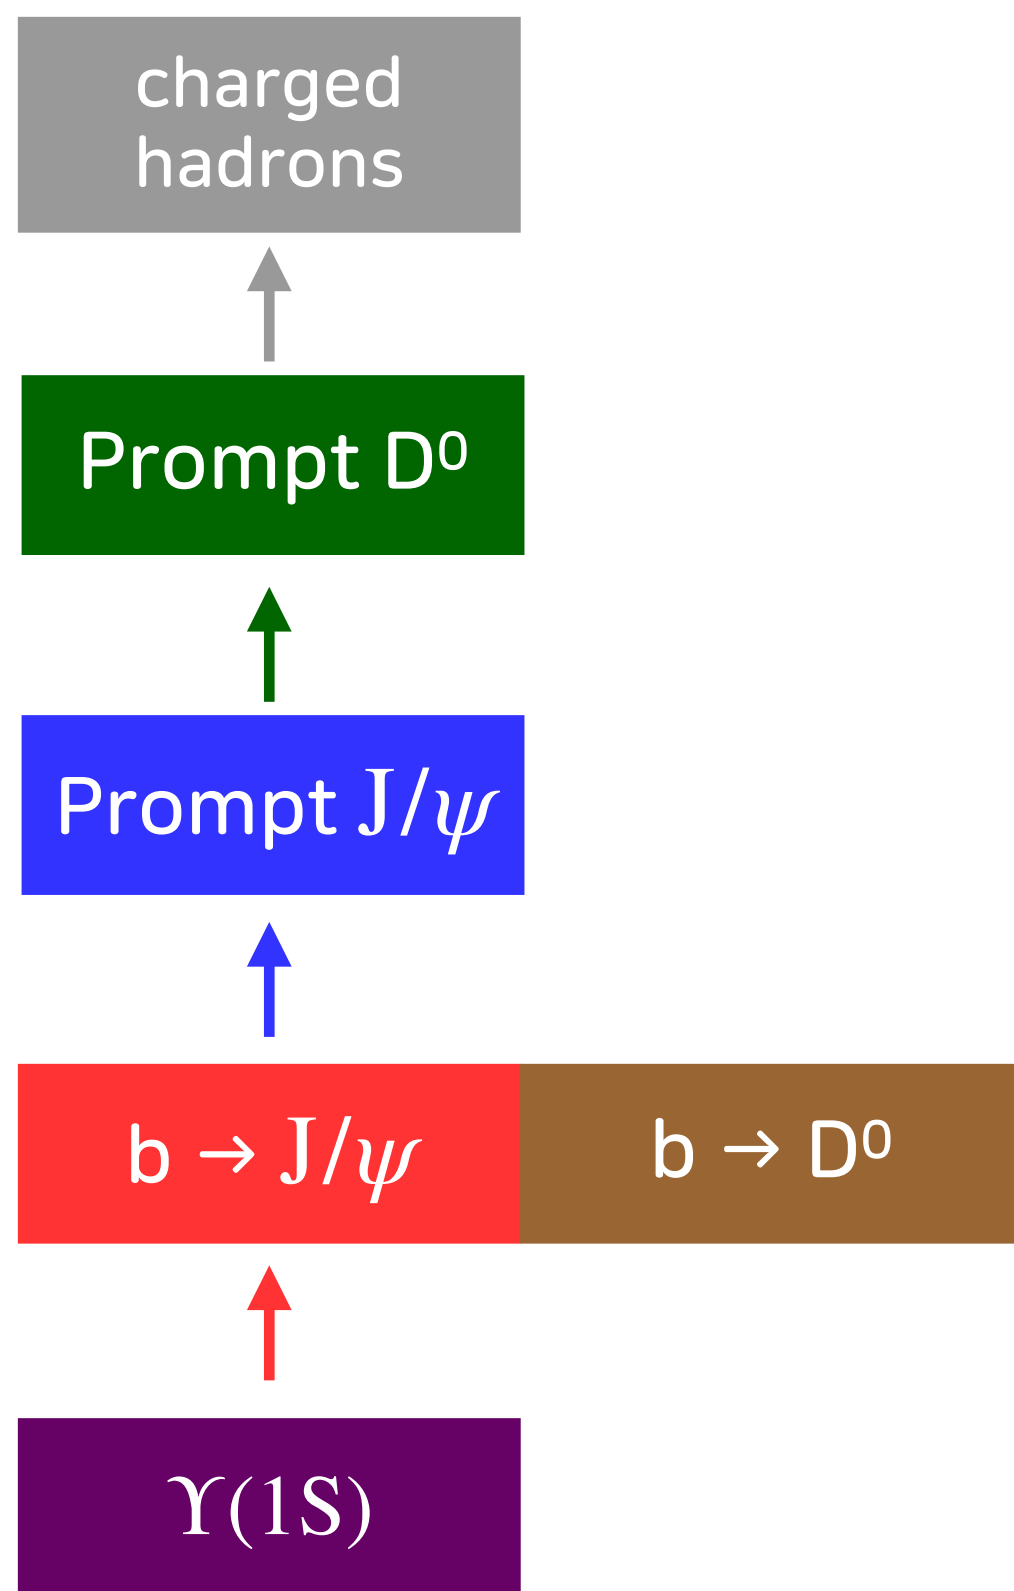 charged
hadrons
Prompt D⁰
Prompt J/ψ
b → J/ψ
b → D⁰
ϒ(1S)